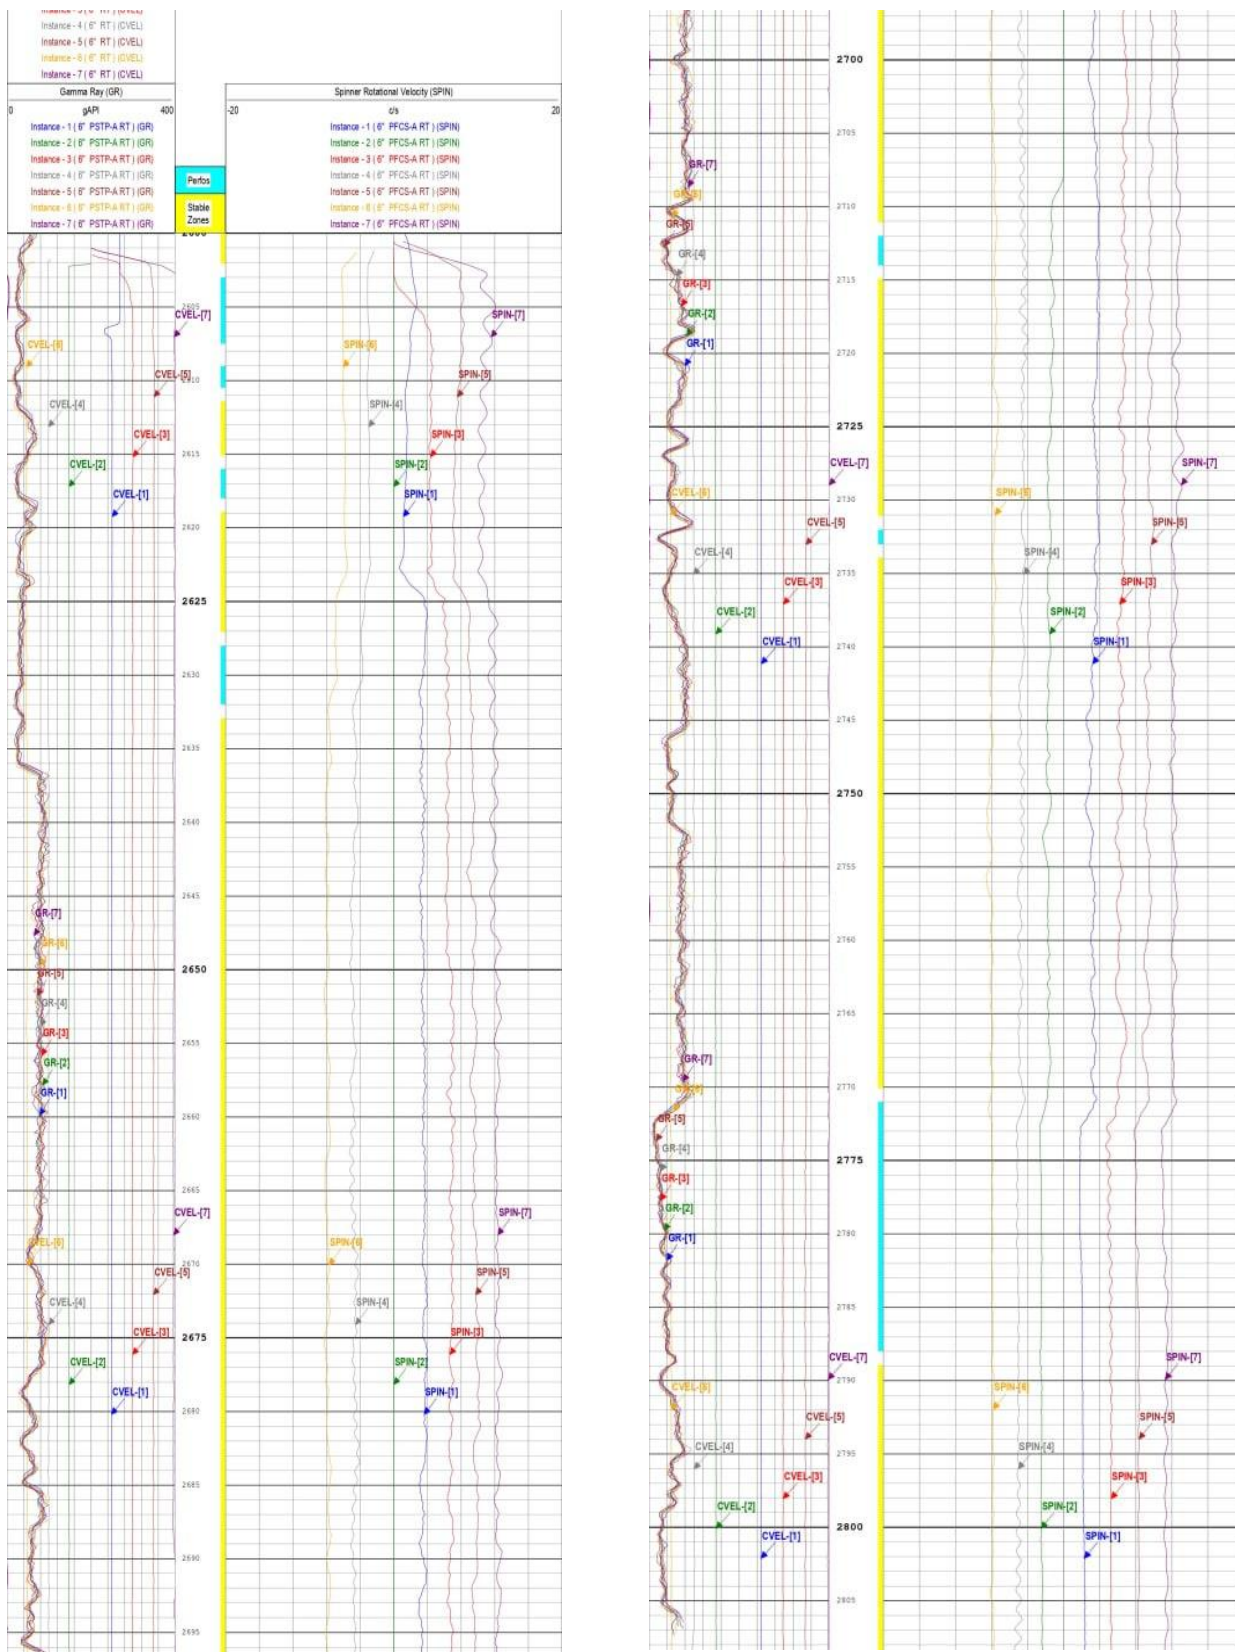 Instance - 4 ( 6" RT ) (CVEL)
Instance - 5 ( 6" RT ) (CVEL)
Instance - 6 ( 6" RT ) (CVEL)
Instance - 7 ( 6" RT ) (CVEL)
Gamma Ray (GR)
0 gAPI 400
Instance - 1 ( 6" PSTP-A RT ) (GR)
Instance - 2 ( 6" PSTP-A RT ) (GR)
Instance - 3 ( 6" PSTP-A RT ) (GR)
Instance - 4 ( 6" PSTP-A RT ) (GR)
Instance - 5 ( 6" PSTP-A RT ) (GR)
Instance - 6 ( 6" PSTP-A RT ) (GR)
Instance - 7 ( 6" PSTP-A RT ) (GR)
Perfos
Stable
Zones
Spinner Rotational Velocity (SPIN)
-20 c/s 20
Instance - 1 ( 6" PFCS-A RT ) (SPIN)
Instance - 2 ( 6" PFCS-A RT ) (SPIN)
Instance - 3 ( 6" PFCS-A RT ) (SPIN)
Instance - 4 ( 6" PFCS-A RT ) (SPIN)
Instance - 5 ( 6" PFCS-A RT ) (SPIN)
Instance - 6 ( 6" PFCS-A RT ) (SPIN)
Instance - 7 ( 6" PFCS-A RT ) (SPIN)
2605
CVEL-[7] SPIN-[7]
CVEL-[6] SPIN-[6]
2610
CVEL-[5] SPIN-[5]
CVEL-[4] SPIN-[4]
CVEL-[3] SPIN-[3]
2615
CVEL-[2] SPIN-[2]
CVEL-[1] SPIN-[1]
2620
2625
2630
2635
2640
2645
GR-[7]
GR-[6]
2650
GR-[5]
GR-[4]
GR-[3]
2655
GR-[2]
GR-[1]
2660
2665
CVEL-[7] SPIN-[7]
CVEL-[6] SPIN-[6]
2670
CVEL-[5] SPIN-[5]
CVEL-[4] SPIN-[4]
2675
CVEL-[3] SPIN-[3]
CVEL-[2] SPIN-[2]
CVEL-[1] SPIN-[1]
2680
2685
2690
2695
2700
2705
GR-[7]
GR-[6]
2710
GR-[5]
GR-[4]
2715
GR-[3]
GR-[2]
GR-[1]
2720
2725
CVEL-[7] SPIN-[7]
CVEL-[6] SPIN-[6]
2730
CVEL-[5] SPIN-[5]
CVEL-[4] SPIN-[4]
2735
CVEL-[3] SPIN-[3]
CVEL-[2] SPIN-[2]
CVEL-[1] SPIN-[1]
2740
2745
2750
2755
2760
2765
GR-[7]
2770
GR-[6]
GR-[5]
GR-[4]
2775
GR-[3]
GR-[2]
2780
GR-[1]
2785
CVEL-[7] SPIN-[7]
2790
CVEL-[6] SPIN-[6]
CVEL-[5] SPIN-[5]
2795
CVEL-[4] SPIN-[4]
CVEL-[3] SPIN-[3]
CVEL-[2] SPIN-[2]
2800
CVEL-[1] SPIN-[1]
2805